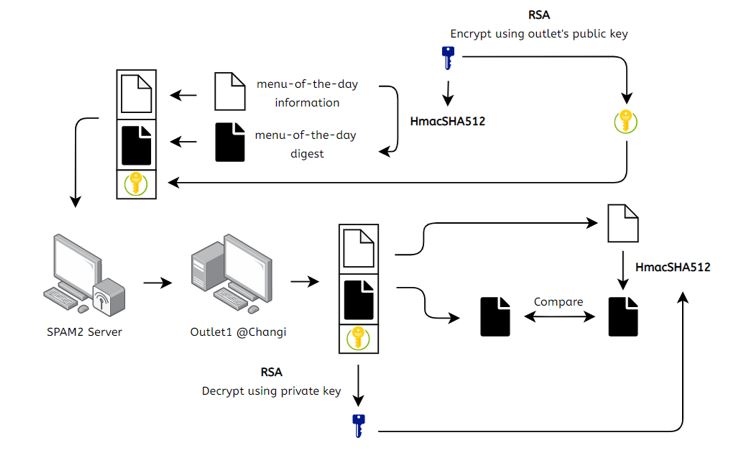 RSA
Encrypt using outlet's public key
menu-of-the-day
information
HmacSHA512
menu-of-the-day
digest
HmacSHA512
Compare
SPAM2 Server
Outlet1 @Changi
RSA
Decrypt using private key